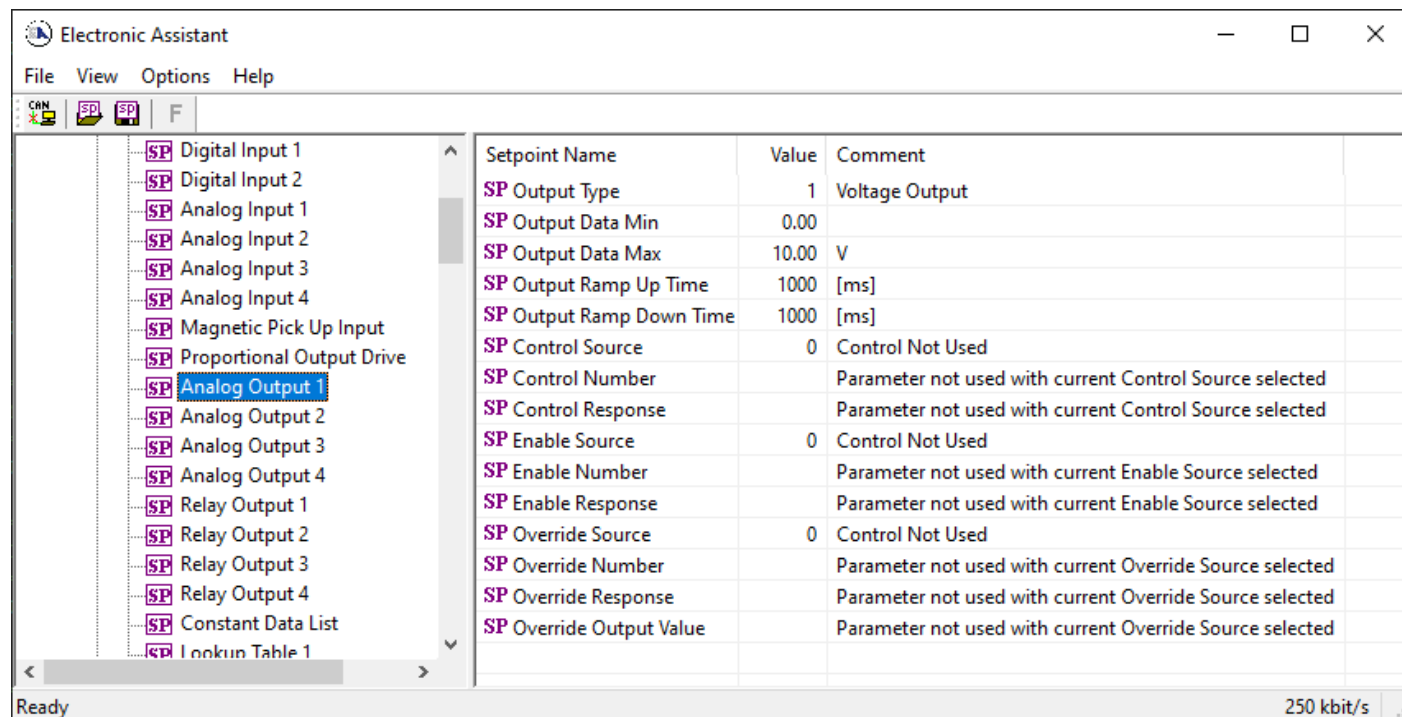 Electronic Assistant
File View Options Help
CAN SP SP F
SP Digital Input 1
SP Digital Input 2
SP Analog Input 1
SP Analog Input 2
SP Analog Input 3
SP Analog Input 4
SP Magnetic Pick Up Input
SP Proportional Output Drive
SP Analog Output 1
SP Analog Output 2
SP Analog Output 3
SP Analog Output 4
SP Relay Output 1
SP Relay Output 2
SP Relay Output 3
SP Relay Output 4
SP Constant Data List
SP Lookup Table 1
Setpoint Name Value Comment
SP Output Type 1 Voltage Output
SP Output Data Min 0.00
SP Output Data Max 10.00 V
SP Output Ramp Up Time 1000 [ms]
SP Output Ramp Down Time 1000 [ms]
SP Control Source 0 Control Not Used
SP Control Number Parameter not used with current Control Source selected
SP Control Response Parameter not used with current Control Source selected
SP Enable Source 0 Control Not Used
SP Enable Number Parameter not used with current Enable Source selected
SP Enable Response Parameter not used with current Enable Source selected
SP Override Source 0 Control Not Used
SP Override Number Parameter not used with current Override Source selected
SP Override Response Parameter not used with current Override Source selected
SP Override Output Value Parameter not used with current Override Source selected
Ready 250 kbit/s